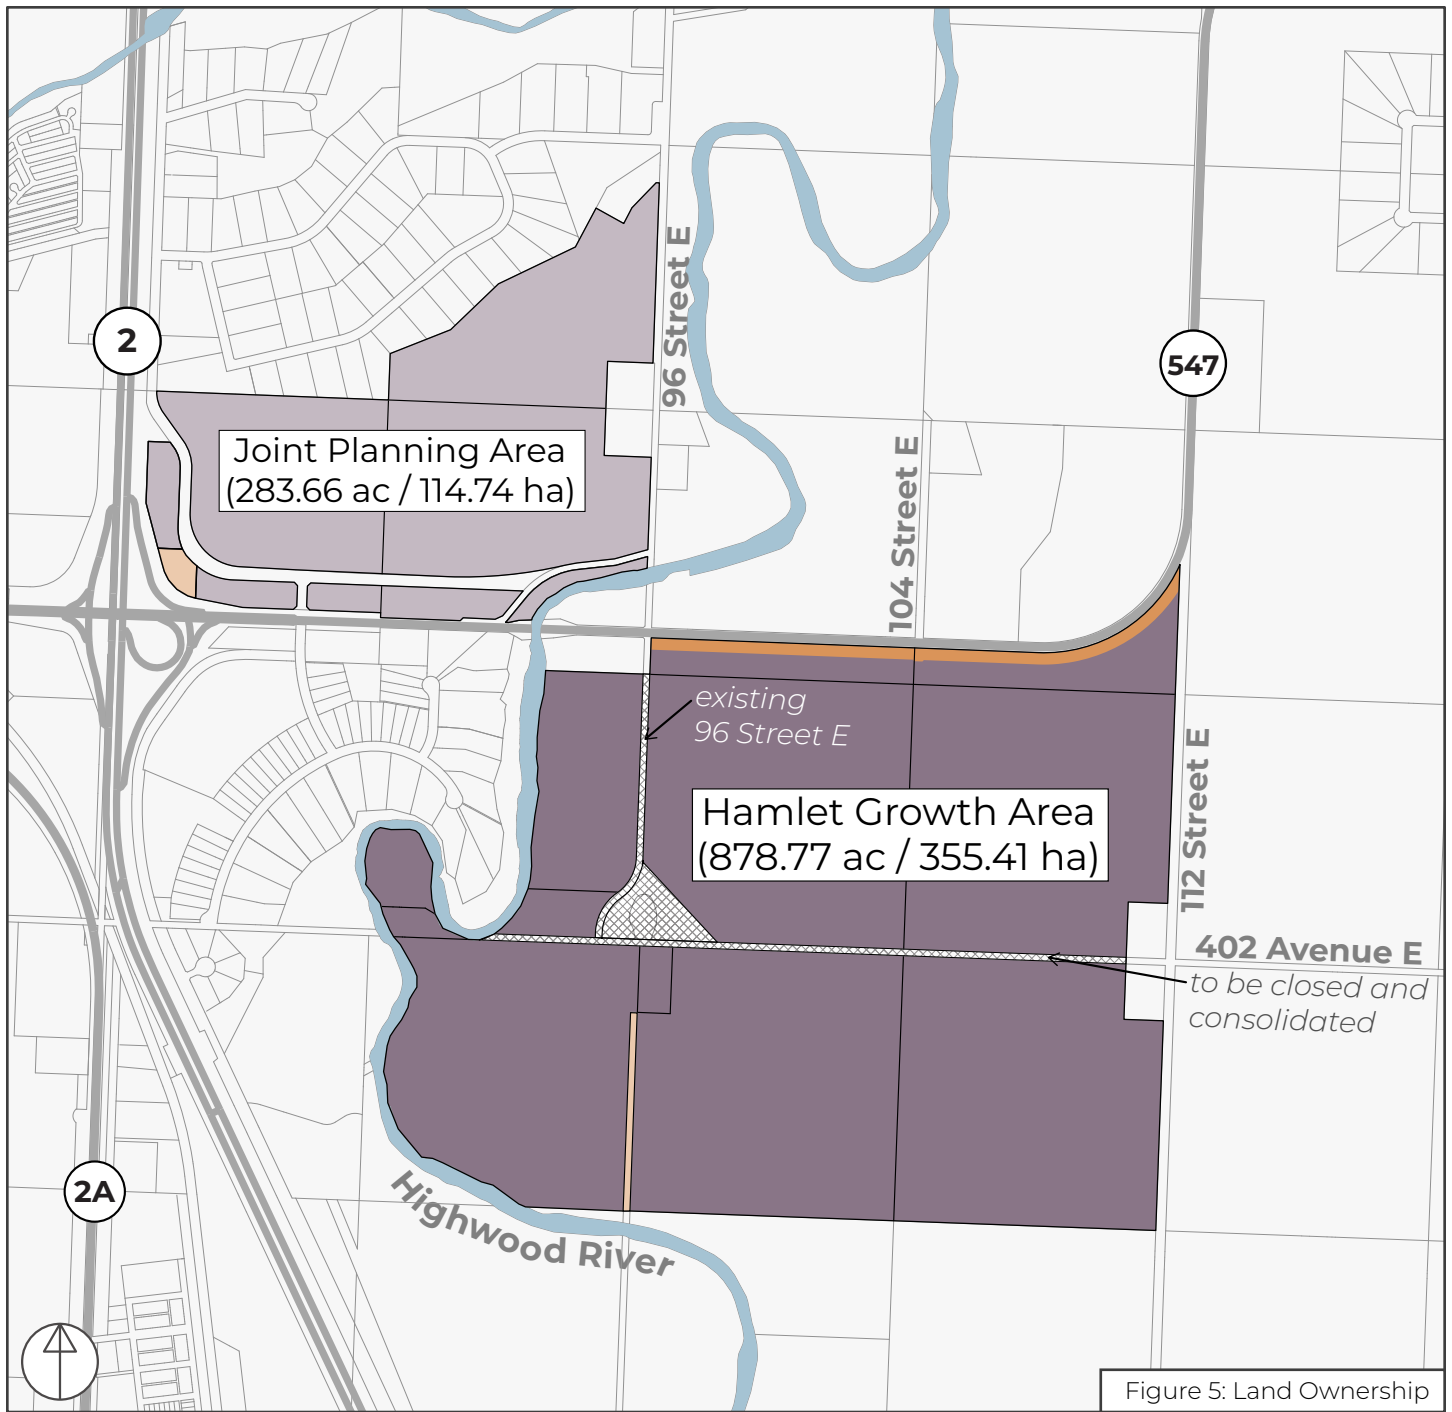 96 Street E
2
547
Joint Planning Area
(283.66 ac / 114.74 ha)
104 Street E
existing
96 Street E
112 Street E
Hamlet Growth Area
(878.77 ac / 355.41 ha)
402 Avenue E
to be closed and
consolidated
2A
Highwood River
Figure 5: Land Ownership